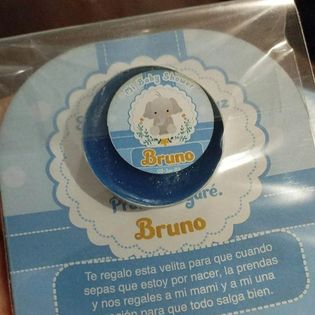 Mi Baby Shower
Bruno
Bruno
Te regalo esta velita para que cuando
sepas que estoy por nacer, la prendas
y nos regales a mi mami y a mi una
para que todo salga bien.